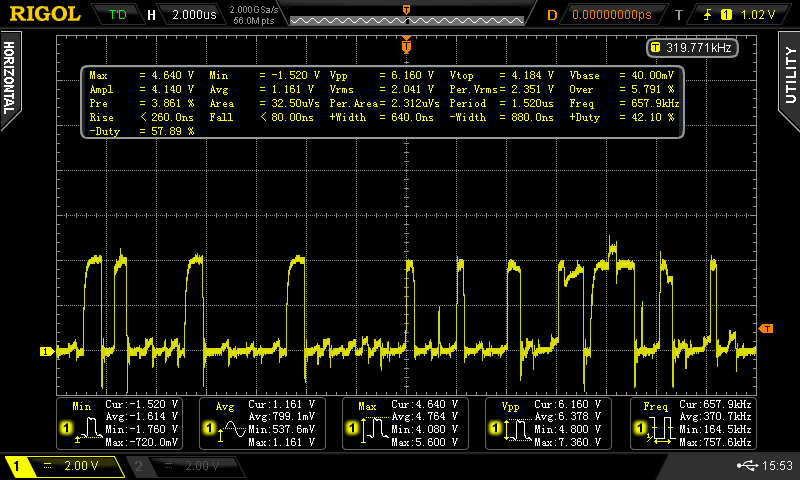 RIGOL T'D H 2.000us 2.000GSa/s 56.0M pts T D 0.00000000ps T 1 1.02 V
HORIZONTAL
UTILITY
T
T 319.771kHz
Max = 4.640 V Min = -1.520 V Vpp = 6.160 V Vtop = 4.184 V Vbase = 40.00mV
Ampl = 4.140 V Avg = 1.161 V Vrms = 2.041 V Per.Vrms= 2.351 V Over = 5.791 %
Pre = 3.861 % Area = 32.50uVs Per.Area= 2.312uVs Period = 1.520us Freq = 657.9kHz
Rise < 260.0ns Fall < 80.00ns +Width = 640.0ns -Width = 880.0ns +Duty = 42.10 %
-Duty = 57.89 %
T
1
Min Cur:-1.520 V Avg Cur:1.161 V Max Cur:4.640 V Vpp Cur:6.160 V Freq Cur:657.9kHz
Avg:-1.614 V Avg:799.1mV Avg:4.764 V Avg:6.378 V Avg:370.7kHz
1 Min:-1.760 V 1 Min:537.6mV 1 Min:4.080 V 1 Min:4.800 V 1 Min:164.5kHz
Max:-720.0mV Max:1.161 V Max:5.600 V Max:7.360 V Max:757.6kHz
1 2.00 V 2 2.00 V 15:53